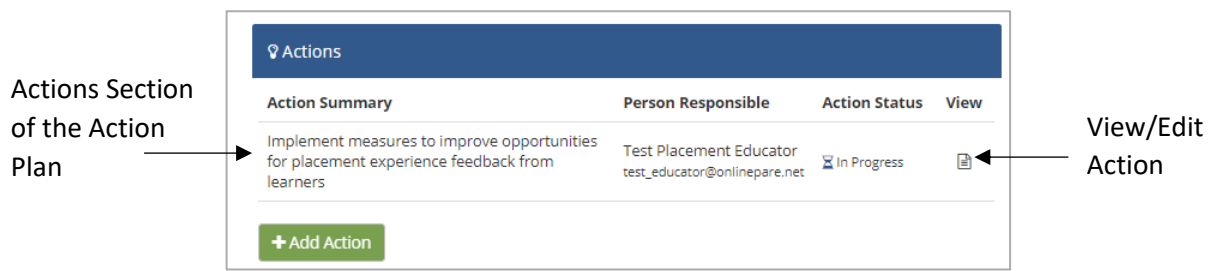 Actions
Actions Section
of the Action
Plan
Action Summary Person Responsible Action Status View
Implement measures to improve opportunities
for placement experience feedback from
learners
Test Placement Educator
test_educator@onlinepare.net
In Progress
View/Edit
Action
+ Add Action